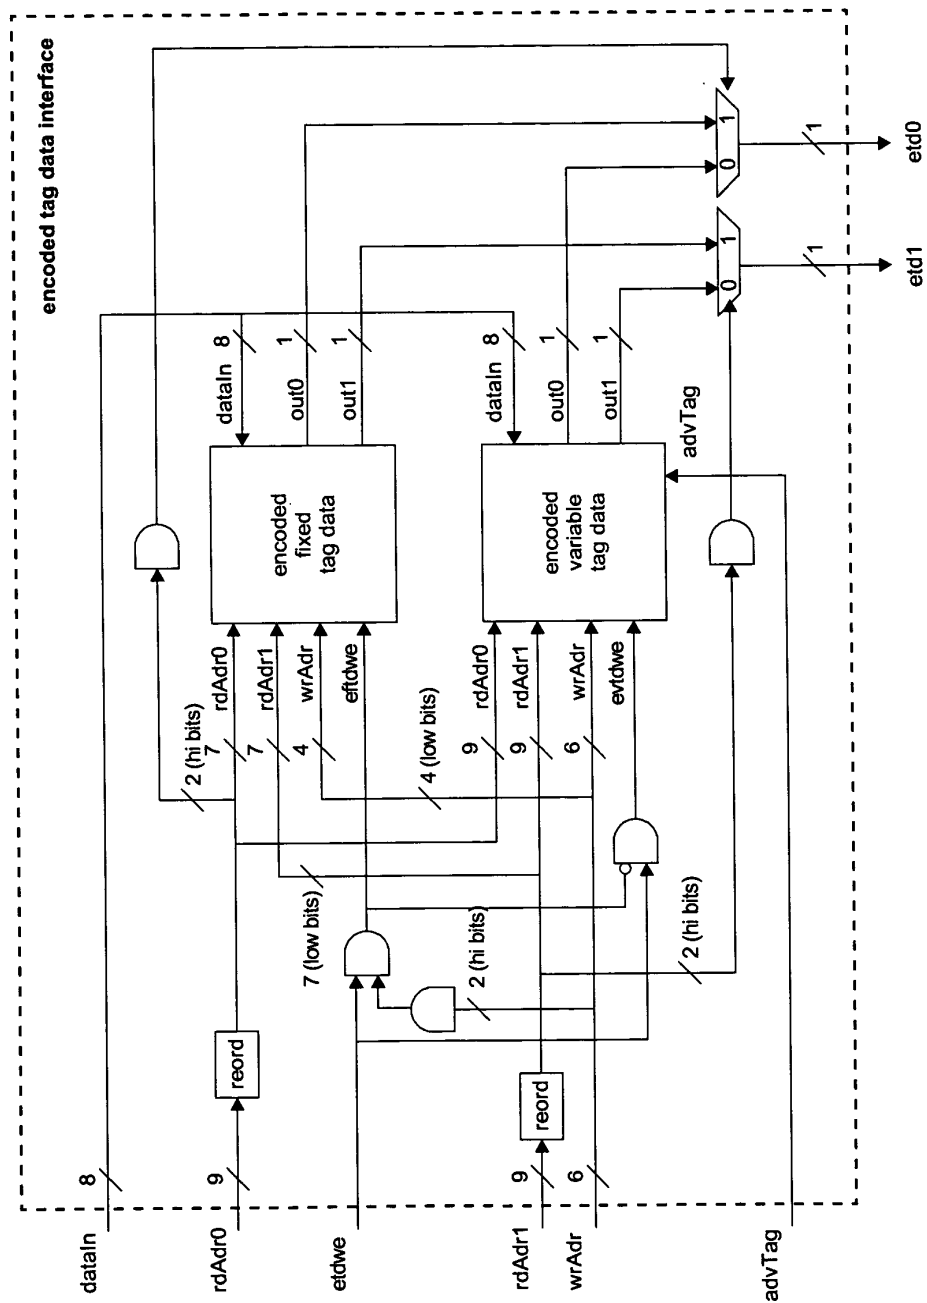 encoded tag data interface
dataIn
8
rdAdr0
9
reord
etdwe
rdAdr1
9
reord
wrAdr
6
advTag
2 (hi bits)
7
rdAdr0
7
rdAdr1
4
wrAdr
eftdwe
7 (low bits)
2 (hi bits)
4 (low bits)
9
rdAdr0
9
rdAdr1
6
wrAdr
evtdwe
2 (hi bits)
encoded
fixed
tag data
dataIn
8
out0
1
out1
1
encoded
variable
tag data
dataIn
8
out0
1
out1
1
advTag
0 1
1
etd0
0 1
1
etd1